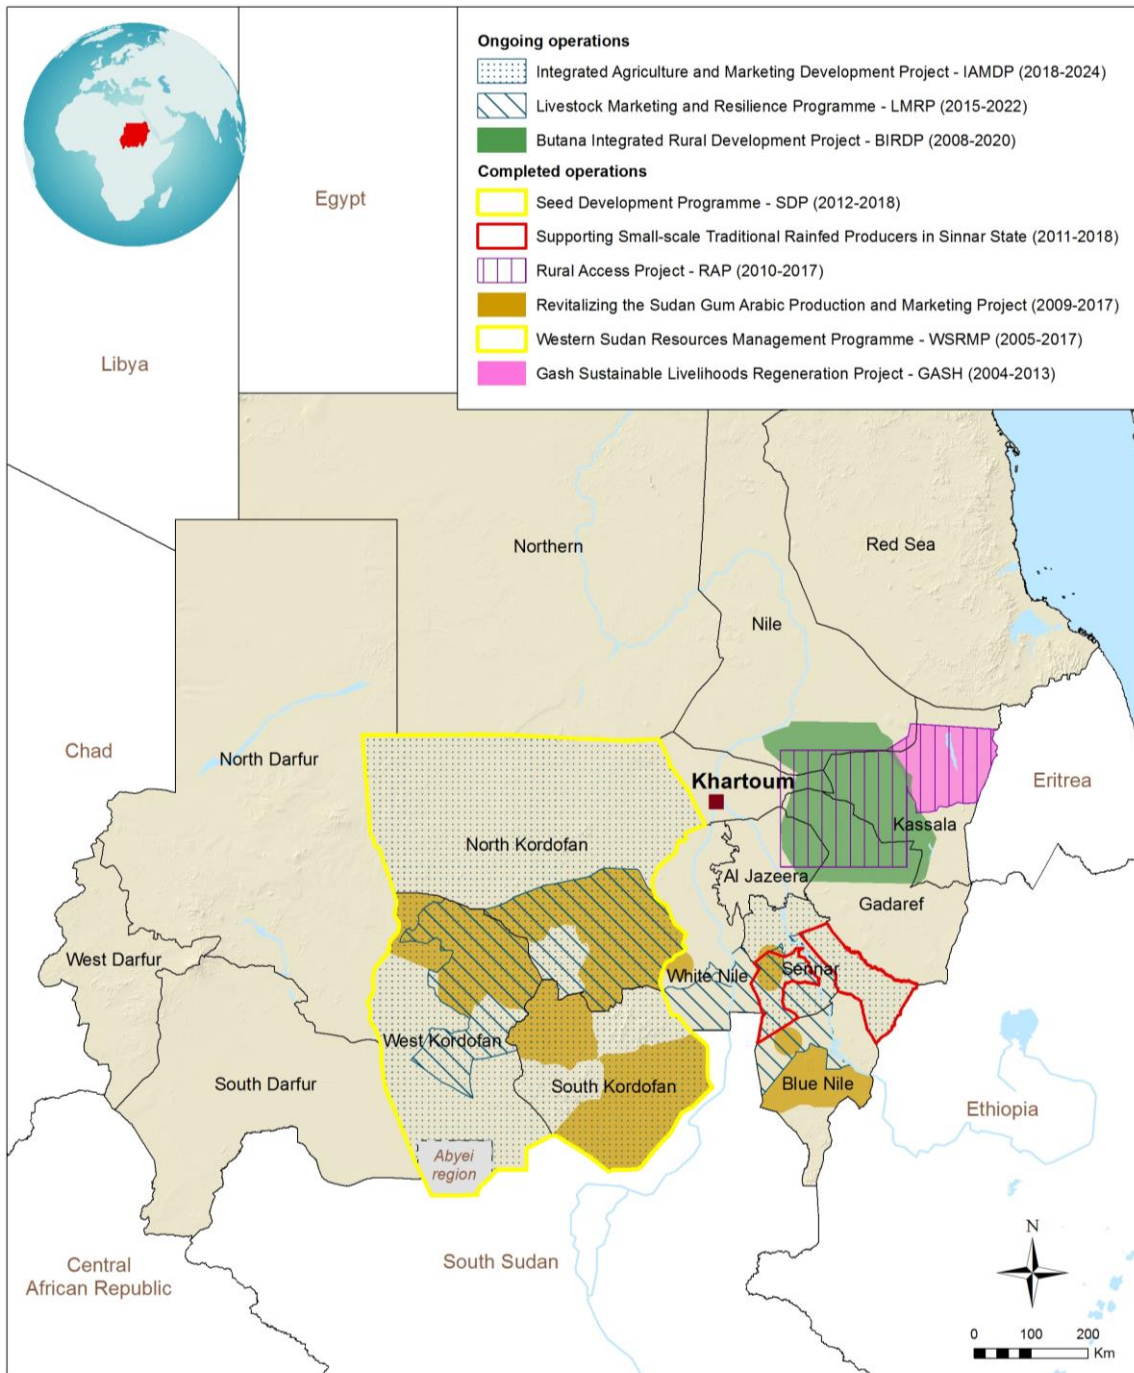 Ongoing operations
Integrated Agriculture and Marketing Development Project - IAMDP (2018-2024)
Livestock Marketing and Resilience Programme - LMRP (2015-2022)
Butana Integrated Rural Development Project - BIRDP (2008-2020)
Completed operations
Seed Development Programme - SDP (2012-2018)
Supporting Small-scale Traditional Rainfed Producers in Sinnar State (2011-2018)
Rural Access Project - RAP (2010-2017)
Revitalizing the Sudan Gum Arabic Production and Marketing Project (2009-2017)
Western Sudan Resources Management Programme - WSRMP (2005-2017)
Gash Sustainable Livelihoods Regeneration Project - GASH (2004-2013)
Egypt
Libya
Northern
Red Sea
Nile
Chad
North Darfur
Khartoum
Eritrea
Kassala
North Kordofan
Al Jazeera
Gadaref
West Darfur
White Nile
Sennar
West Kordofan
South Darfur
South Kordofan
Blue Nile
Ethiopia
Abyei
region
Central
African Republic
South Sudan
N
0 100 200
Km